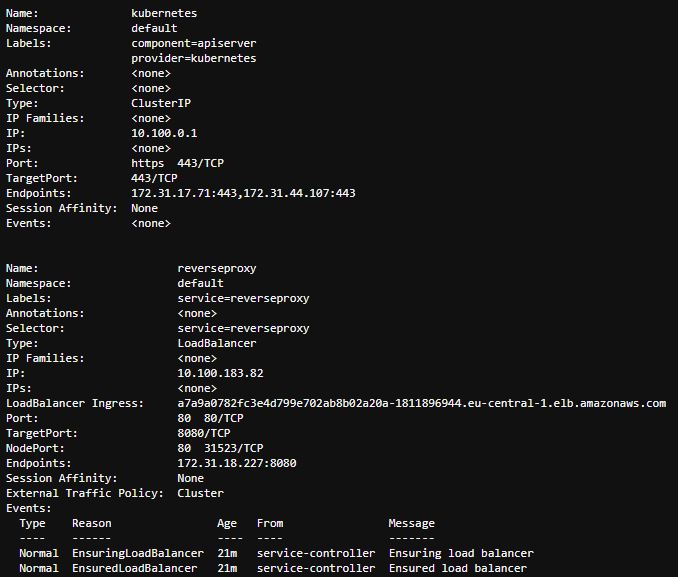 Name:              kubernetes
Namespace:         default
Labels:            component=apiserver
                   provider=kubernetes
Annotations:       <none>
Selector:          <none>
Type:              ClusterIP
IP Families:       <none>
IP:                10.100.0.1
IPs:               <none>
Port:              https  443/TCP
TargetPort:        443/TCP
Endpoints:         172.31.17.71:443,172.31.44.107:443
Session Affinity:  None
Events:            <none>

Name:                     reverseproxy
Namespace:                default
Labels:                   service=reverseproxy
Annotations:              <none>
Selector:                 service=reverseproxy
Type:                     LoadBalancer
IP Families:              <none>
IP:                       10.100.183.82
IPs:                      <none>
LoadBalancer Ingress:     a7a9a0782fc3e4d799e702ab8b02a20a-1811896944.eu-central-1.elb.amazonaws.com
Port:                     80  80/TCP
TargetPort:               8080/TCP
NodePort:                 80  31523/TCP
Endpoints:                172.31.18.227:8080
Session Affinity:         None
External Traffic Policy:  Cluster
Events:
  Type    Reason                Age   From                Message
  ----    ------                ----  ----                -------
  Normal  EnsuringLoadBalancer  21m   service-controller  Ensuring load balancer
  Normal  EnsuredLoadBalancer   21m   service-controller  Ensured load balancer